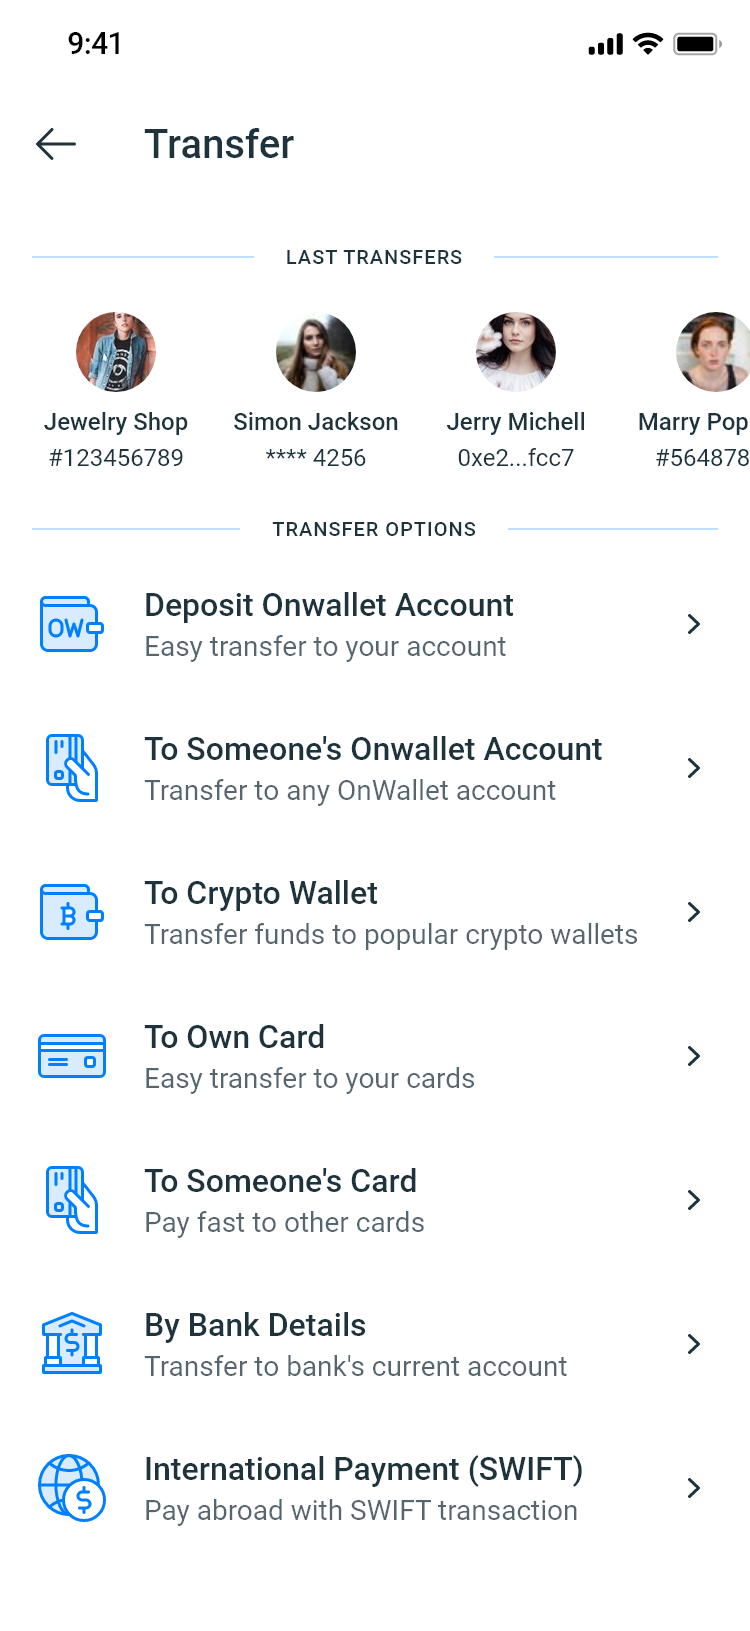 9:41
Transfer
LAST TRANSFERS
Jewelry Shop Simon Jackson Jerry Michell Marry Pop
#123456789 **** 4256 0xe2...fcc7 #564878
TRANSFER OPTIONS
OW
Deposit Onwallet Account
Easy transfer to your account
To Someone's Onwallet Account
Transfer to any OnWallet account
To Crypto Wallet
Transfer funds to popular crypto wallets
To Own Card
Easy transfer to your cards
To Someone's Card
Pay fast to other cards
By Bank Details
Transfer to bank's current account
International Payment (SWIFT)
Pay abroad with SWIFT transaction